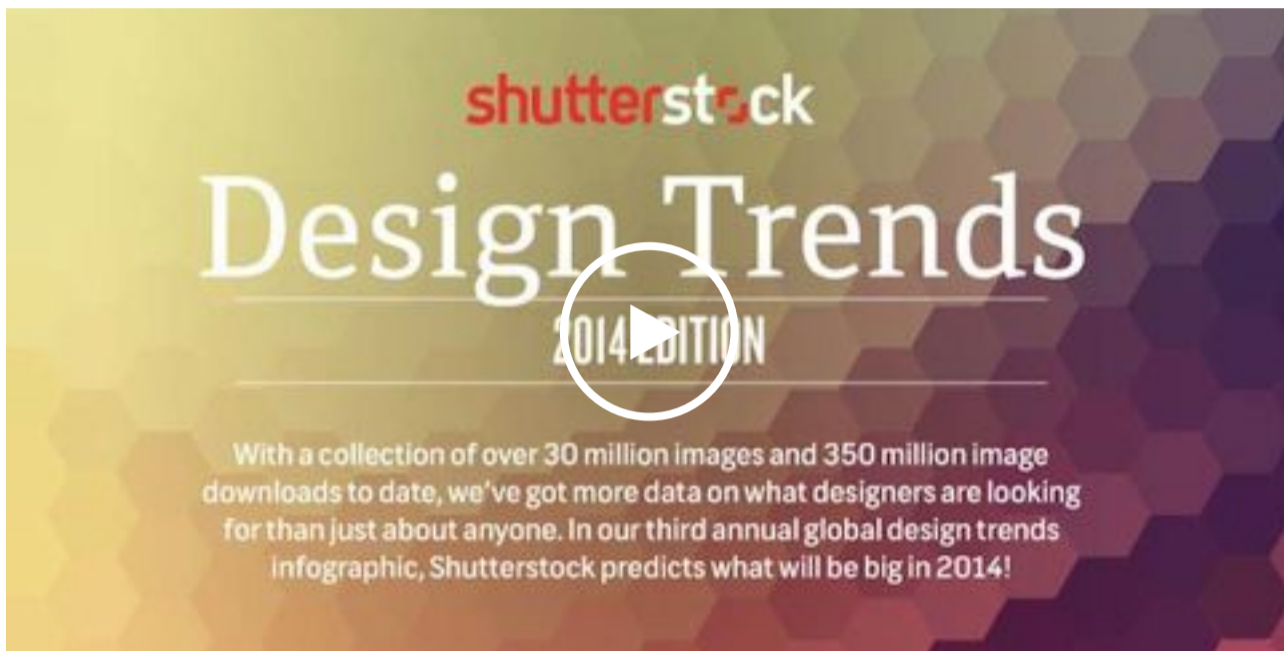 shutterstock
Design Trends
2014 EDITION
With a collection of over 30 million images and 350 million image
downloads to date, we've got more data on what designers are looking
for than just about anyone. In our third annual global design trends
infographic, Shutterstock predicts what will be big in 2014!